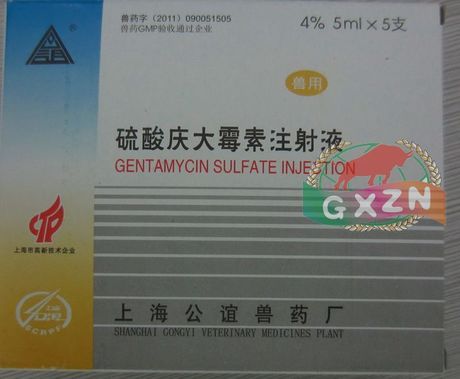 兽药字（2011）090051505
兽药GMP验收通过企业
4% 5ml×5支
®
兽用
硫酸庆大霉素注射液
GENTAMYCIN SULFATE INJECTION
GXZN
上海市高新技术企业
SCRPF
上海公谊兽药厂
SHANGHAI GONGYI VETERINARY MEDICINES PLANT